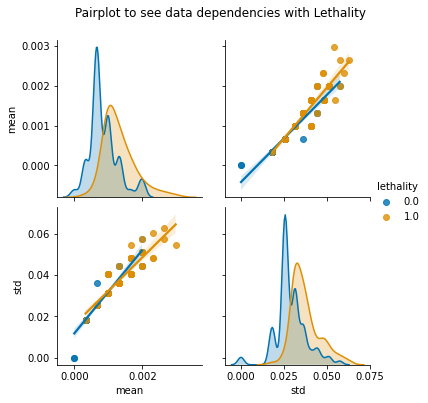 Pairplot to see data dependencies with Lethality
0.003
0.002
0.001
0.000
mean
lethality
0.0
1.0
0.06
0.04
0.02
0.00
std
0.000 0.002
mean
0.000 0.025 0.050 0.075
std